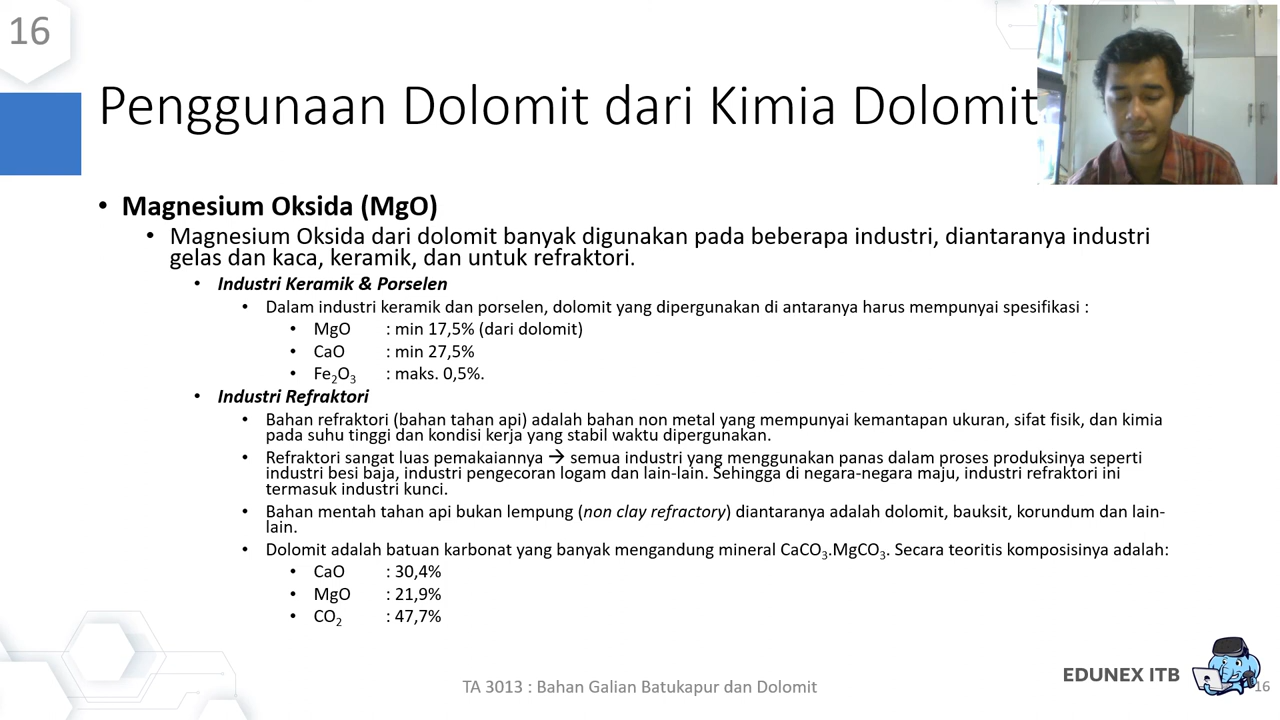 16
Penggunaan Dolomit dari Kimia Dolomit
• Magnesium Oksida (MgO)
• Magnesium Oksida dari dolomit banyak digunakan pada beberapa industri, diantaranya industri
gelas dan kaca, keramik, dan untuk refraktori.
• Industri Keramik & Porselen
• Dalam industri keramik dan porselen, dolomit yang dipergunakan di antaranya harus mempunyai spesifikasi :
• MgO : min 17,5% (dari dolomit)
• CaO : min 27,5%
• Fe₂O₃ : maks. 0,5%.
• Industri Refraktori
• Bahan refraktori (bahan tahan api) adalah bahan non metal yang mempunyai kemantapan ukuran, sifat fisik, dan kimia
pada suhu tinggi dan kondisi kerja yang stabil waktu dipergunakan.
• Refraktori sangat luas pemakaiannya → semua industri yang menggunakan panas dalam proses produksinya seperti
industri besi baja, industri pengecoran logam dan lain-lain. Sehingga di negara-negara maju, industri refraktori ini
termasuk industri kunci.
• Bahan mentah tahan api bukan lempung (non clay refractory) diantaranya adalah dolomit, bauksit, korundum dan lain-
lain.
• Dolomit adalah batuan karbonat yang banyak mengandung mineral CaCO₃.MgCO₃. Secara teoritis komposisinya adalah:
• CaO : 30,4%
• MgO : 21,9%
• CO₂ : 47,7%
TA 3013 : Bahan Galian Batukapur dan Dolomit
EDUNEX ITB
16